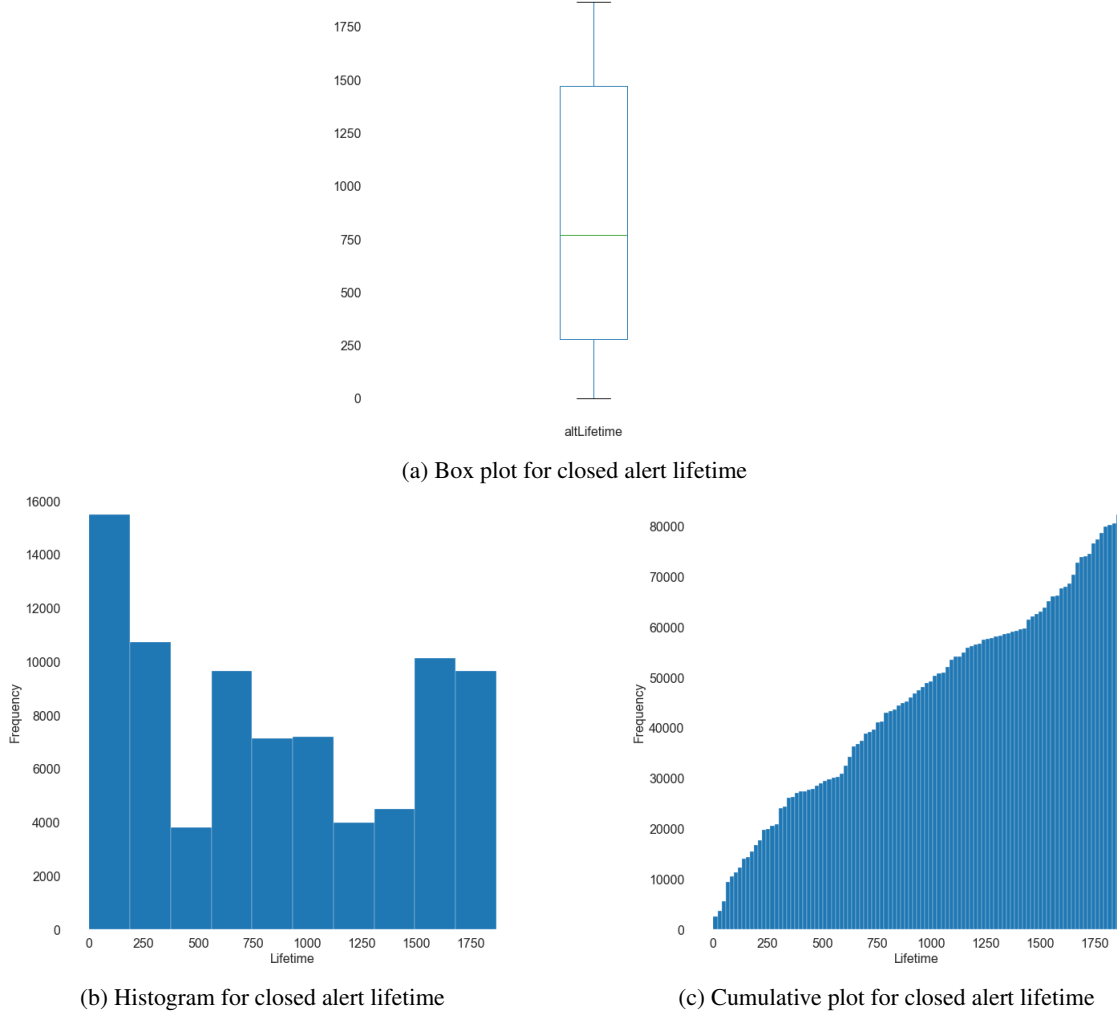 1750
1500
1250
1000
750
500
250
0
altLifetime
(a) Box plot for closed alert lifetime
16000
14000
12000
10000
8000
6000
4000
2000
0
Frequency
0 250 500 750 1000 1250 1500 1750
Lifetime
(b) Histogram for closed alert lifetime
80000
70000
60000
50000
40000
30000
20000
10000
0
Frequency
0 250 500 750 1000 1250 1500 1750
Lifetime
(c) Cumulative plot for closed alert lifetime